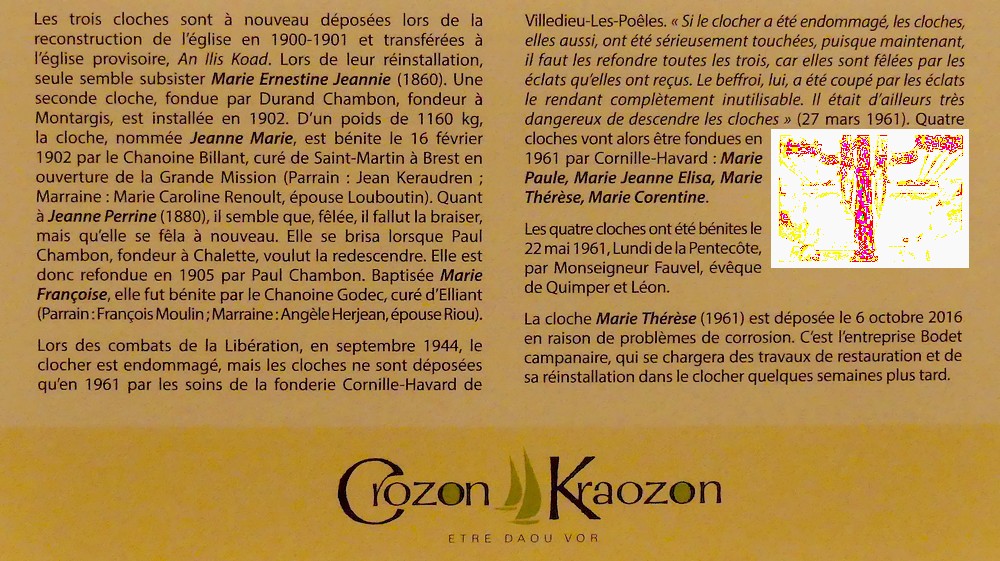 Les trois cloches sont à nouveau déposées lors de la
reconstruction de l'église en 1900-1901 et transférées à
l'église provisoire, An Ilis Koad. Lors de leur réinstallation,
seule semble subsister Marie Ernestine Jeannie (1860). Une
seconde cloche, fondue par Durand Chambon, fondeur à
Montargis, est installée en 1902. D'un poids de 1160 kg,
la cloche, nommée Jeanne Marie, est bénite le 16 février
1902 par le Chanoine Billant, curé de Saint-Martin à Brest en
ouverture de la Grande Mission (Parrain : Jean Keraudren ;
Marraine : Marie Caroline Renoult, épouse Louboutin). Quant
à Jeanne Perrine (1880), il semble que, fêlée, il fallut la braiser,
mais qu'elle se fêla à nouveau. Elle se brisa lorsque Paul
Chambon, fondeur à Chalette, voulut la redescendre. Elle est
donc refondue en 1905 par Paul Chambon. Baptisée Marie
Françoise, elle fut bénite par le Chanoine Godec, curé d'Elliant
(Parrain : François Moulin ; Marraine : Angèle Herjean, épouse Riou).
Lors des combats de la Libération, en septembre 1944, le
clocher est endommagé, mais les cloches ne sont déposées
qu'en 1961 par les soins de la fonderie Cornille-Havard de
Villedieu-Les-Poêles. « Si le clocher a été endommagé, les cloches,
elles aussi, ont été sérieusement touchées, puisque maintenant,
il faut les refondre toutes les trois, car elles sont fêlées par les
éclats qu'elles ont reçus. Le beffroi, lui, a été coupé par les éclats
le rendant complètement inutilisable. Il était d'ailleurs très
dangereux de descendre les cloches » (27 mars 1961). Quatre
cloches vont alors être fondues en
1961 par Cornille-Havard : Marie
Paule, Marie Jeanne Elisa, Marie
Thérèse, Marie Corentine.
Les quatre cloches ont été bénites le
22 mai 1961, Lundi de la Pentecôte,
par Monseigneur Fauvel, évêque
de Quimper et Léon.
La cloche Marie Thérèse (1961) est déposée le 6 octobre 2016
en raison de problèmes de corrosion. C'est l'entreprise Bodet
campanaire, qui se chargera des travaux de restauration et de
sa réinstallation dans le clocher quelques semaines plus tard.
Crozon Kraozon
ETRE DAOU VOR